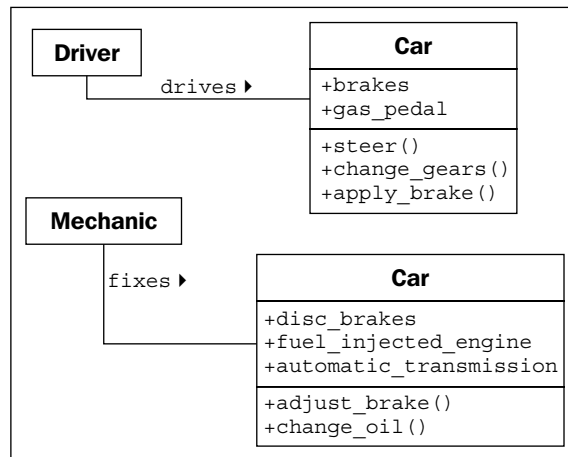 Driver
drives
Car
+brakes
+gas_pedal
+steer()
+change_gears()
+apply_brake()
Mechanic
fixes
Car
+disc_brakes
+fuel_injected_engine
+automatic_transmission
+adjust_brake()
+change_oil()